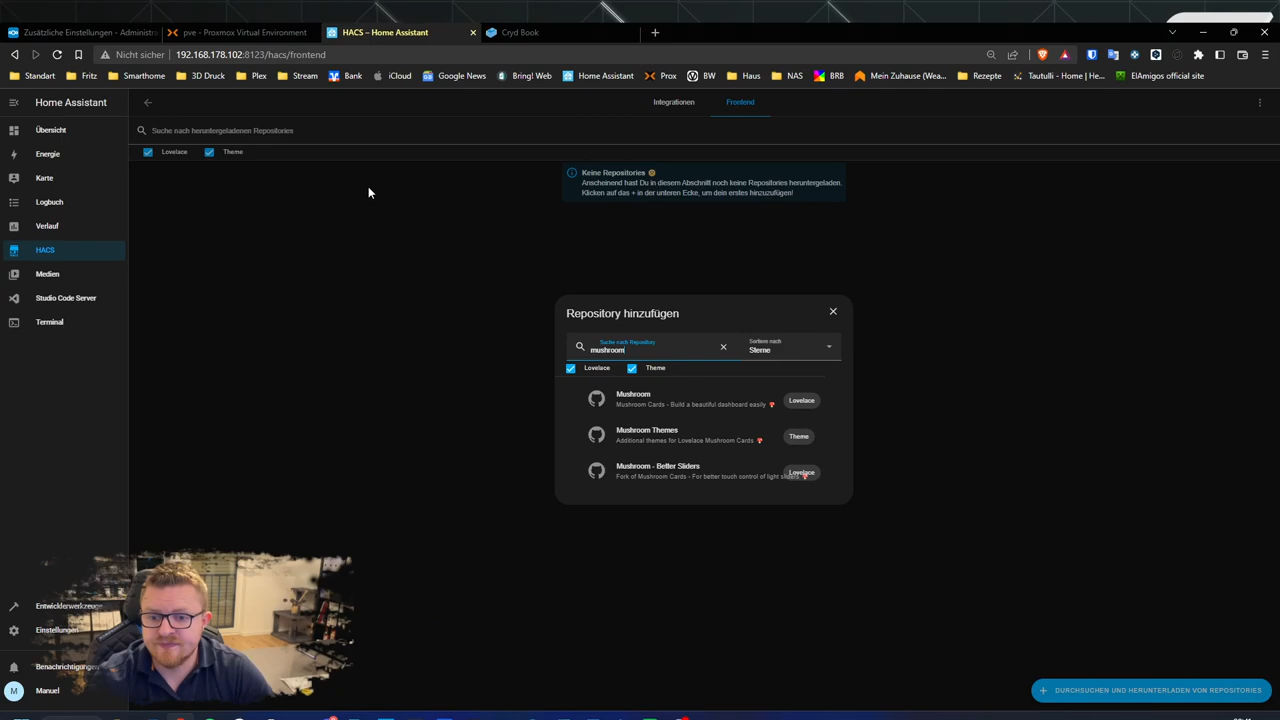 Zusätzliche Einstellungen - Administr
pve - Proxmox Virtual Environment
HACS – Home Assistant
Cryd Book
Nicht sicher
192.168.178.102:8123/hacs/frontend
Standart
Fritz
Smarthome
3D Druck
Plex
Stream
Bank
iCloud
Google News
Bring! Web
Home Assistant
Prox
BW
Haus
NAS
BRB
Mein Zuhause (Wea...
Rezepte
Tautulli - Home | He...
ElAmigos official site
Home Assistant
Integrationen
Frontend
Übersicht
Suche nach heruntergeladenen Repositories
Energie
Lovelace
Theme
Karte
Logbuch
Verlauf
HACS
Medien
Studio Code Server
Terminal
Keine Repositories
Anscheinend hast Du in diesem Abschnitt noch keine Repositories heruntergeladen.
Klicken auf das + in der unteren Ecke, um dein erstes hinzuzufügen!
Repository hinzufügen
Suche nach Repository
mushroom
Sortiere nach
Sterne
Lovelace
Theme
Mushroom
Mushroom Cards - Build a beautiful dashboard easily
Lovelace
Mushroom Themes
Additional themes for Lovelace Mushroom Cards
Theme
Mushroom - Better Sliders
Fork of Mushroom Cards - For better touch control of light sliders
Lovelace
Entwicklerwerkzeuge
Einstellungen
Benachrichtigungen
M
Manuel
DURCHSUCHEN UND HERUNTERLADEN VON REPOSITORIES